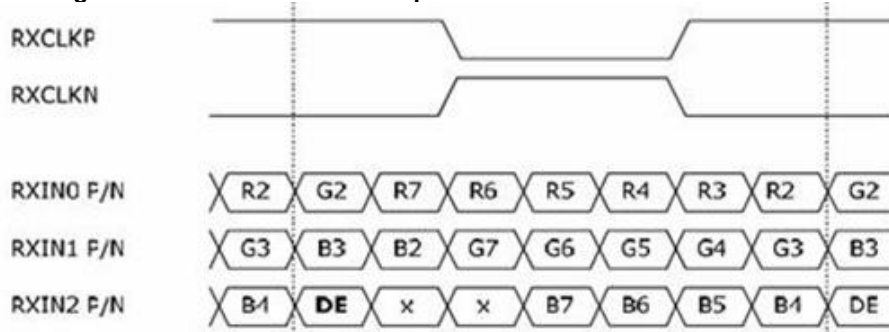 RXCLKP
RXCLKN
RXIN0 P/N R2 G2 R7 R6 R5 R4 R3 R2 G2
RXIN1 P/N G3 B3 B2 G7 G6 G5 G4 G3 B3
RXIN2 P/N B4 DE x x B7 B6 B5 B4 DE